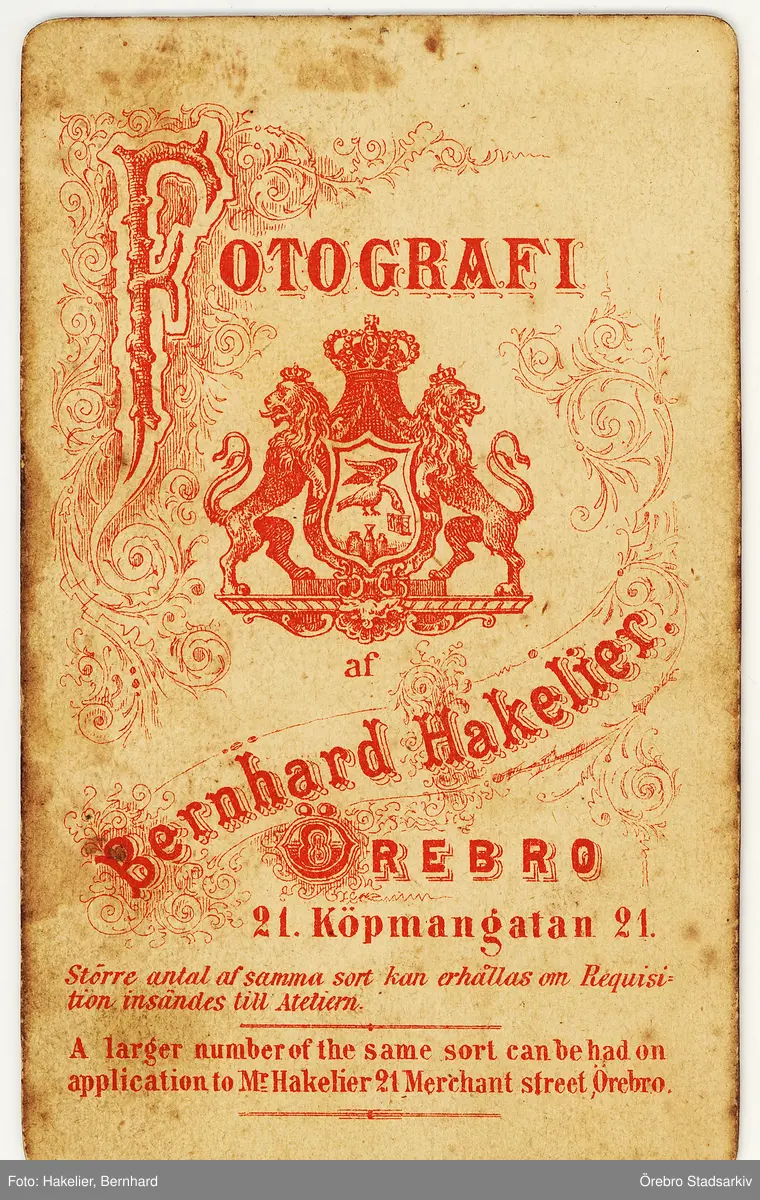 FOTOGRAFI
af
Bernhard Hakelier.
ÖREBRO
21. Köpmangatan 21.
Större antal af samma sort kan erhållas om Requisi=
tion insändes till Ateliern.
A larger number of the same sort can be had on
application to Mr Hakelier 21 Merchant street, Örebro.
Foto: Hakelier, Bernhard
Örebro Stadsarkiv